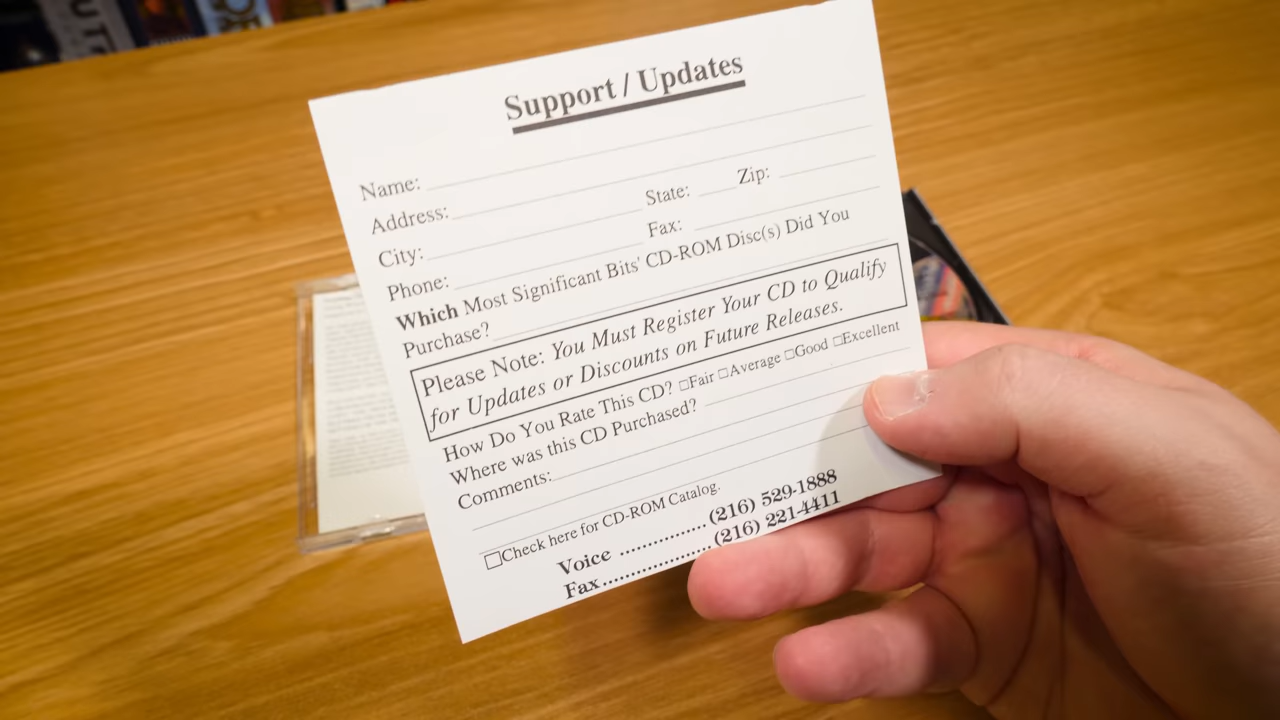 Support / Updates
Name:
Address:
City: State: Zip:
Phone: Fax:
Which Most Significant Bits' CD-ROM Disc(s) Did You
Purchase?
Please Note: You Must Register Your CD to Qualify
for Updates or Discounts on Future Releases.
How Do You Rate This CD? □Fair □Average □Good □Excellent
Where was this CD Purchased?
Comments:
□Check here for CD-ROM Catalog.
Voice ................(216) 529-1888
Fax....................(216) 221-4411